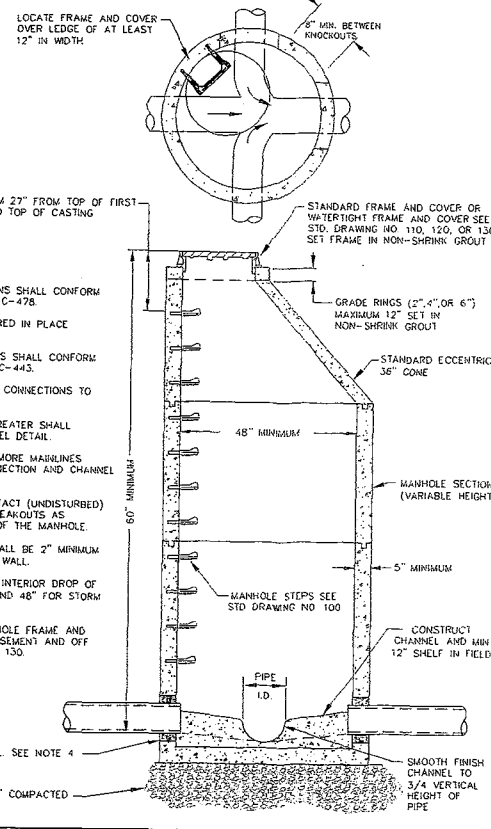 LOCATE FRAME AND COVER
OVER LEDGE OF AT LEAST
12" IN WIDTH
8" MIN. BETWEEN
KNOCKOUTS
27" FROM TOP OF FIRST
TOP OF CASTING
STANDARD FRAME AND COVER OR
WATERTIGHT FRAME AND COVER SEE
STD. DRAWING NO. 110, 120, OR 130
SET FRAME IN NON-SHRINK GROUT
GRADE RINGS (2", 4", OR 6")
MAXIMUM 12" SET IN
NON-SHRINK GROUT
NS SHALL CONFORM
C-478.
RED IN PLACE
S SHALL CONFORM
C-443.
CONNECTIONS TO
REATER SHALL
EL DETAIL.
MORE MAINLINES
NECTION AND CHANNEL
TACT (UNDISTURBED)
EAKOUTS AS
OF THE MANHOLE.
ALL BE 2" MINIMUM
WALL.
INTERIOR DROP OF
ND 48" FOR STORM
OLE FRAME AND
SEMENT AND OFF
130.
STANDARD ECCENTRIC
36" CONE
48" MINIMUM
60" MINIMUM
MANHOLE SECTION
(VARIABLE HEIGHT
5" MINIMUM
MANHOLE STEPS SEE
STD DRAWING NO 100
CONSTRUCT
CHANNEL AND MIN
12" SHELF IN FIELD
PIPE
I.D.
. SEE NOTE 4
" COMPACTED
SMOOTH FINISH
CHANNEL TO
3/4 VERTICAL
HEIGHT OF
PIPE